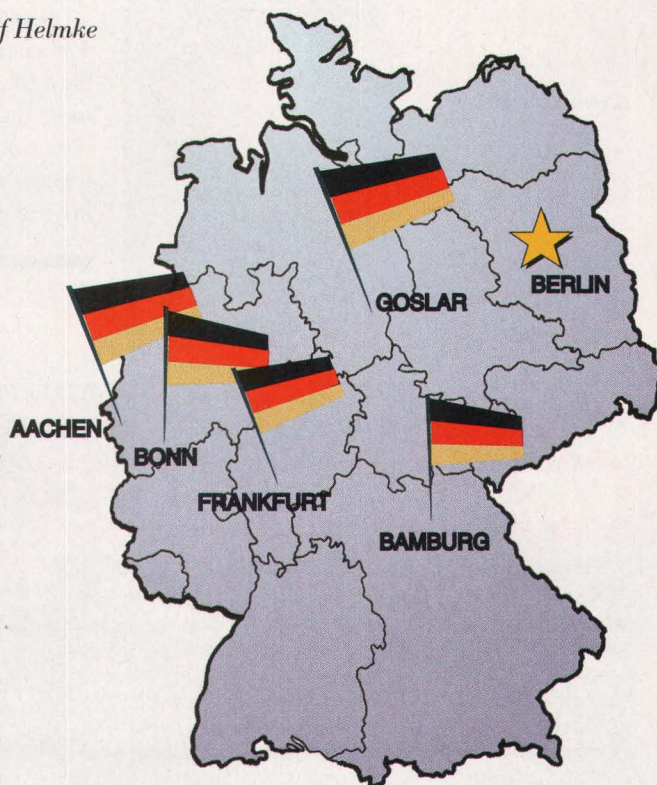 f Helmke
BERLIN
GOSLAR
AACHEN
BONN
FRANKFURT
BAMBURG